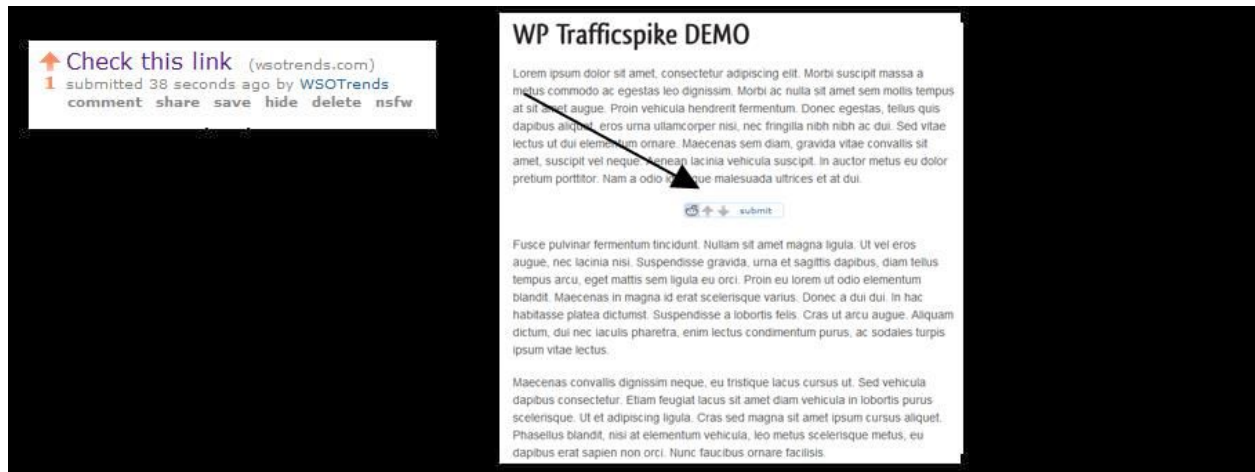 Check this link (wsotrends.com)
1 submitted 38 seconds ago by WSOTrends
comment share save hide delete nsfw
WP Trafficspike DEMO
Lorem ipsum dolor sit amet, consectetur adipiscing elit. Morbi suscipit massa a
metus commodo ac egestas leo dignissim. Morbi ac nulla sit amet sem mollis tempus
at sit amet augue. Proin vehicula hendrerit fermentum. Donec egestas, tellus quis
dapibus aliquet, eros urna ullamcorper nisi, nec fringilla nibh nibh ac dui. Sed vitae
lectus ut dui elementum ornare. Maecenas sem diam, gravida vitae convallis sit
amet, suscipit vel neque. Aenean lacinia vehicula suscipit. In auctor metus eu dolor
pretium porttitor. Nam a odio malesuada ultrices et at dui.
submit
Fusce pulvinar fermentum tincidunt. Nullam sit amet magna ligula. Ut vel eros
augue, nec lacinia nisi. Suspendisse gravida, urna et sagittis dapibus, diam tellus
tempus arcu, eget mattis sem ligula eu orci. Proin eu lorem ut odio elementum
blandit. Maecenas in magna id erat scelerisque varius. Donec a dui dui. In hac
habitasse platea dictumst. Suspendisse a lobortis felis. Cras ut arcu augue. Aliquam
dictum, dui nec iaculis pharetra, enim lectus condimentum purus, ac sodales turpis
ipsum vitae lectus.
Maecenas convallis dignissim neque, eu tristique lacus cursus ut. Sed vehicula
dapibus consectetur. Etiam feugiat lacus sit amet diam vehicula in lobortis purus
scelerisque. Ut et adipiscing ligula. Cras sed magna sit amet ipsum cursus aliquet.
Phasellus blandit, nisi at elementum vehicula, leo metus scelerisque metus, eu
dapibus erat sapien non orci. Nunc faucibus ornare facilisis.